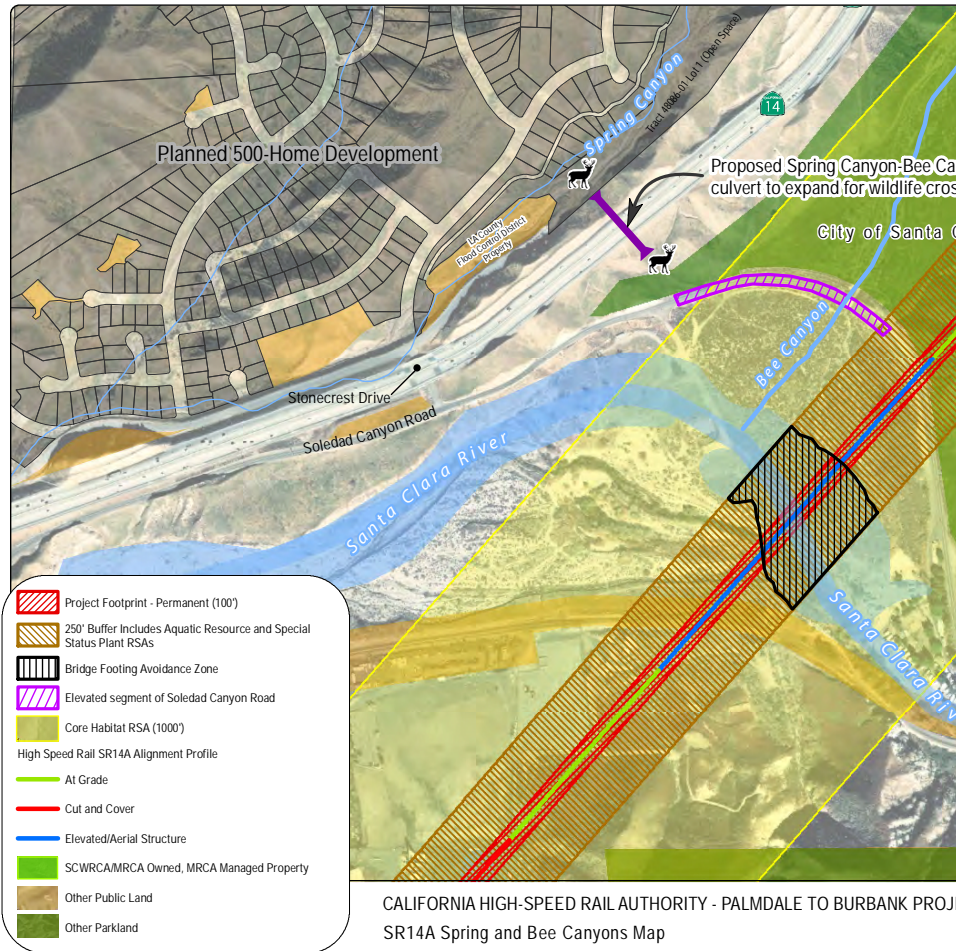 14
Spring Canyon
Tract 48086-01 Lot 1 (Open Space)
Planned 500-Home Development
Proposed Spring Canyon-Bee Ca
culvert to expand for wildlife cros
City of Santa C
LA County
Flood Control District
Property
Bee Canyon
Stonecrest Drive
Soledad Canyon Road
Santa Clara River
Santa Clara Riv
Project Footprint - Permanent (100')
250' Buffer Includes Aquatic Resource and Special
Status Plant RSAs
Bridge Footing Avoidance Zone
Elevated segment of Soledad Canyon Road
Core Habitat RSA (1000')
High Speed Rail SR14A Alignment Profile
At Grade
Cut and Cover
Elevated/Aerial Structure
SCWRCA/MRCA Owned, MRCA Managed Property
Other Public Land
Other Parkland
CALIFORNIA HIGH-SPEED RAIL AUTHORITY - PALMDALE TO BURBANK PROJE
SR14A Spring and Bee Canyons Map